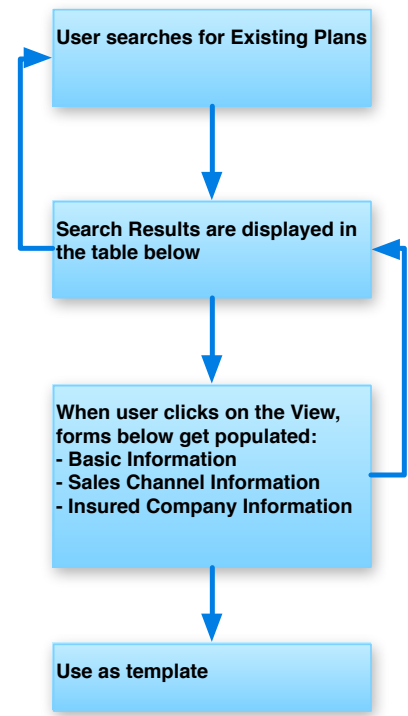 User searches for Existing Plans
Search Results are displayed in
the table below
When user clicks on the View,
forms below get populated:
- Basic Information
- Sales Channel Information
- Insured Company Information
Use as template